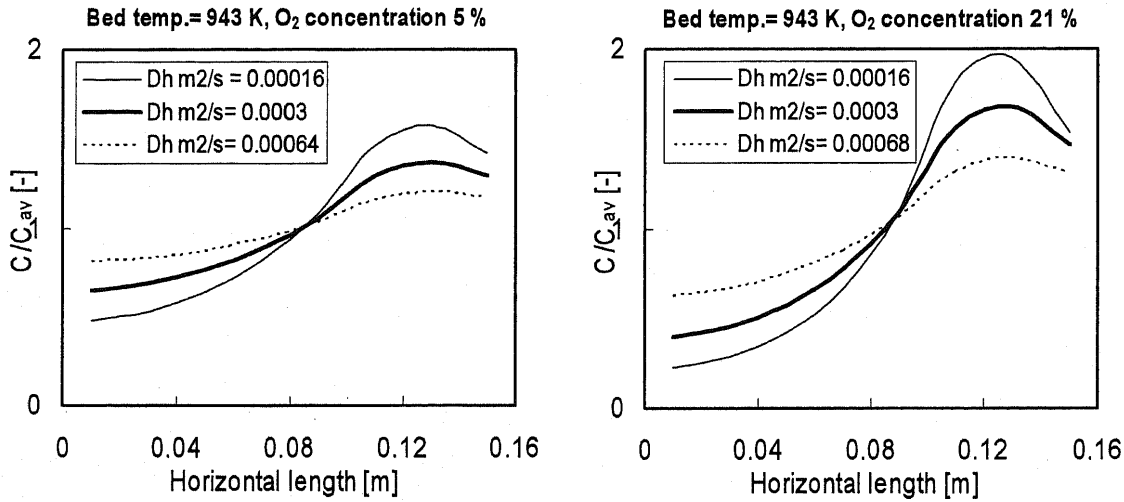 Bed temp.= 943 K, O₂ concentration 5 %
2
Dh m2/s = 0.00016
Dh m2/s= 0.0003
Dh m2/s= 0.00064
C/C_av [-]
1
0
0 0.04 0.08 0.12 0.16
Horizontal length [m]
Bed temp.= 943 K, O₂ concentration 21 %
2
Dh m2/s= 0.00016
Dh m2/s= 0.0003
Dh m2/s= 0.00068
C/C_av [-]
1
0
0 0.04 0.08 0.12 0.16
Horizontal length [m]